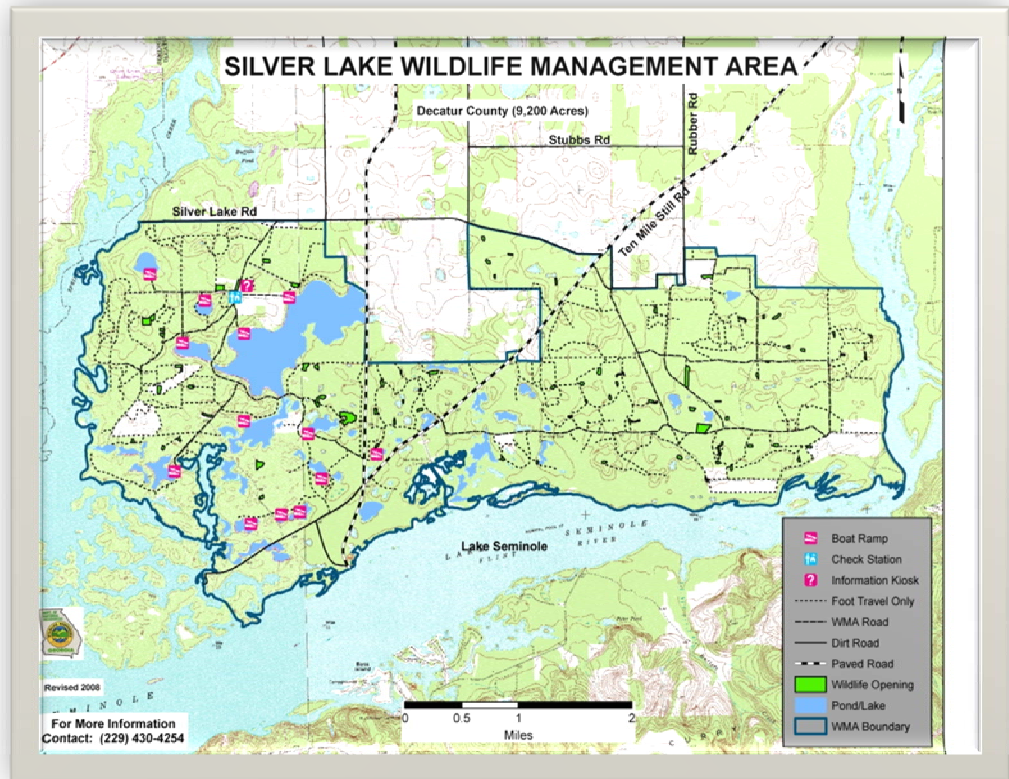 SILVER LAKE WILDLIFE MANAGEMENT AREA
Decatur County (9,200 Acres)
Stubbs Rd
Rubber Rd
Silver Lake Rd
Ten Mile Still Rd
Lake Seminole
SEMINOLE
FLINT
RIVER
Boat Ramp
Check Station
? Information Kiosk
Foot Travel Only
WMA Road
Dirt Road
Paved Road
Wildlife Opening
Pond/Lake
WMA Boundary
Revised 2008
For More Information
Contact: (229) 430-4254
0 0.5 1 2
Miles